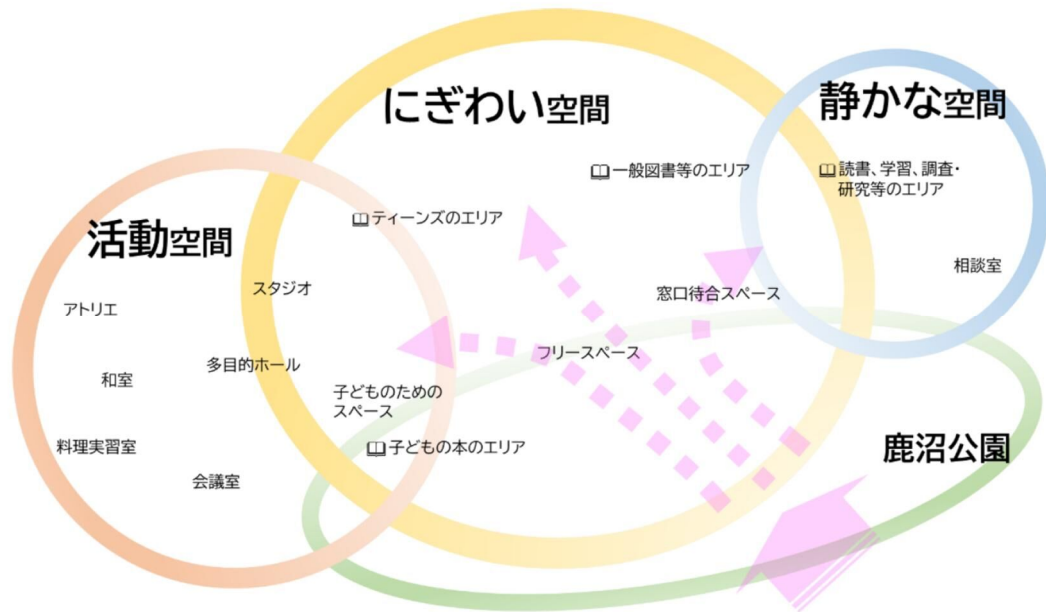 にぎわい空間
静かな空間
活動空間
一般図書等のエリア
読書、学習、調査・
研究等のエリア
ティーンズのエリア
相談室
スタジオ
窓口待合スペース
アトリエ
フリースペース
多目的ホール
和室
子どものための
スペース
料理実習室
子どもの本のエリア
鹿沼公園
会議室